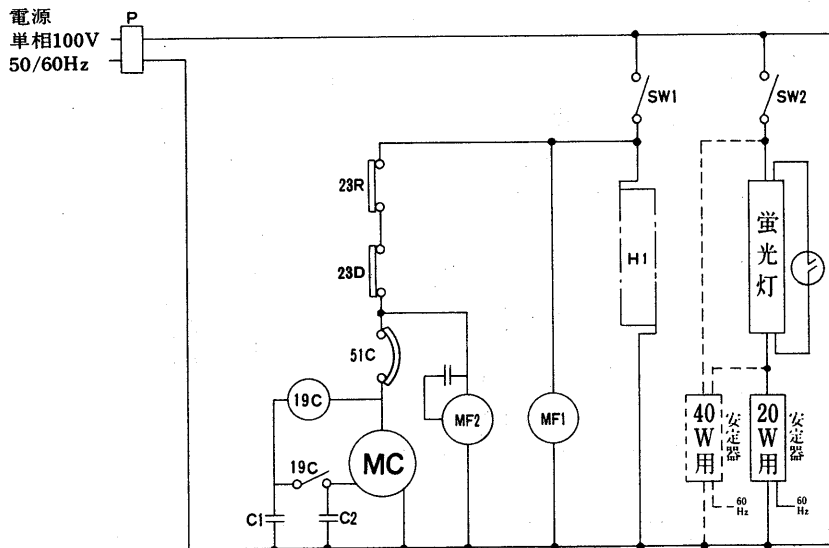 電源
単相100V
50/60Hz
P
SW1
SW2
23R
23D
51C
19C
19C
MC
C1
C2
MF2
MF1
H1
蛍光灯
40W用
安定器
20W用
安定器
60Hz
60Hz